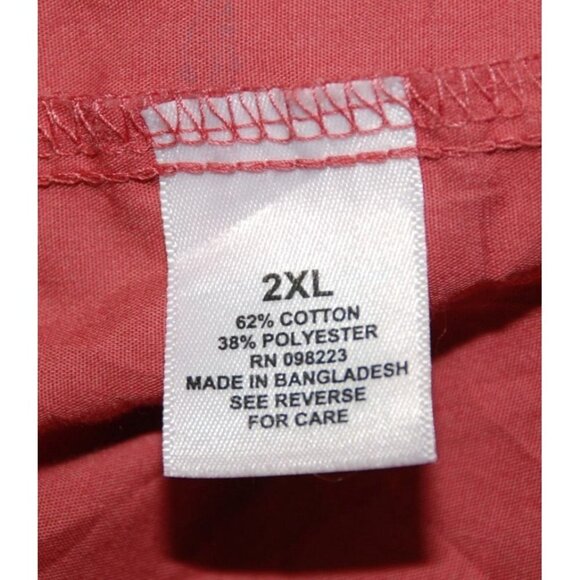 2XL
62% COTTON
38% POLYESTER
RN 098223
MADE IN BANGLADESH
SEE REVERSE
FOR CARE